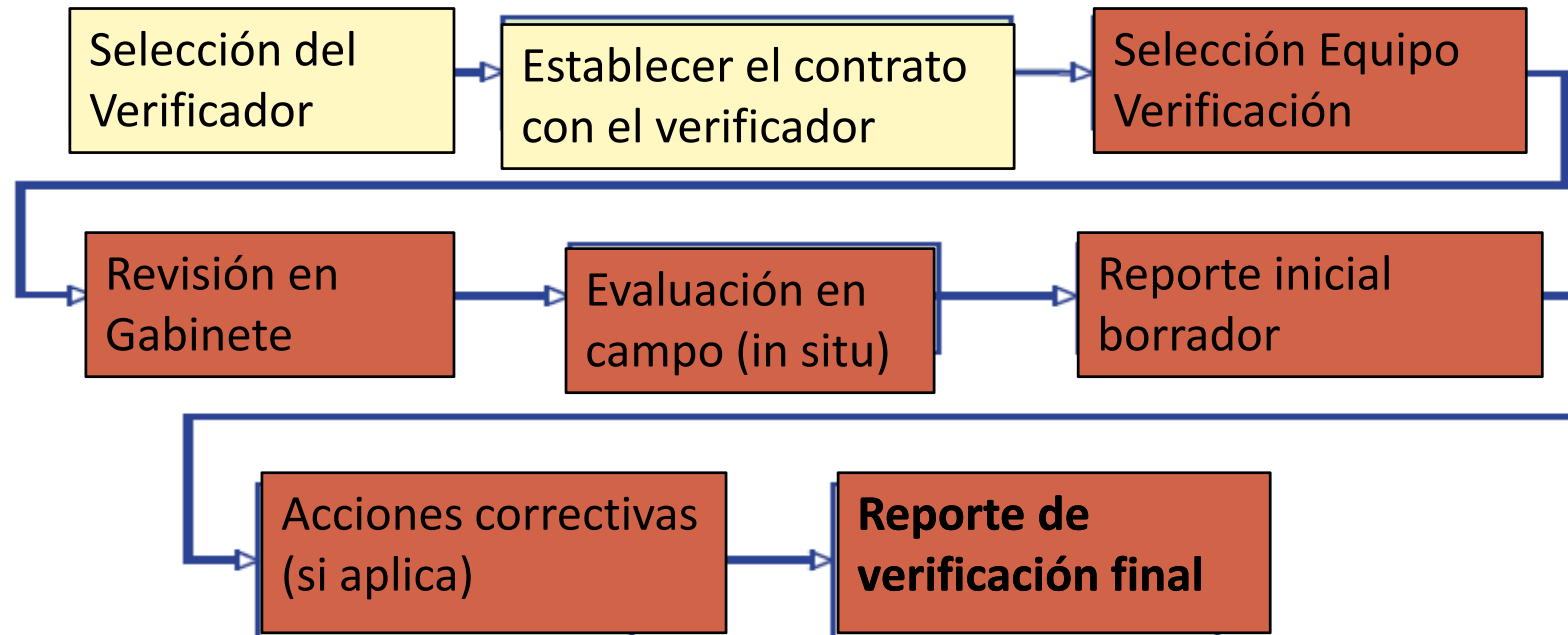 Selección del
Verificador
Establecer el contrato
con el verificador
Selección Equipo
Verificación
Revisión en
Gabinete
Evaluación en
campo (in situ)
Reporte inicial
borrador
Acciones correctivas
(si aplica)
Reporte de
verificación final